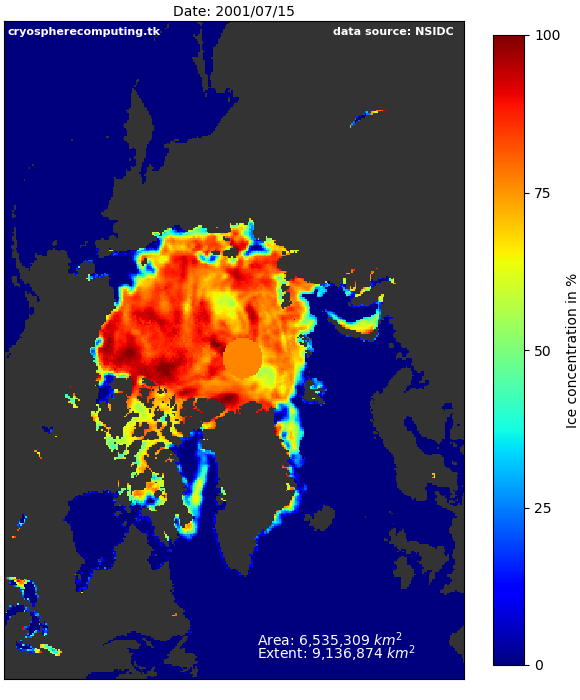 Date: 2001/07/15
cryospherecomputing.tk data source: NSIDC
100
75
50
25
0
Ice concentration in %
Area: 6,535,309 km²
Extent: 9,136,874 km²